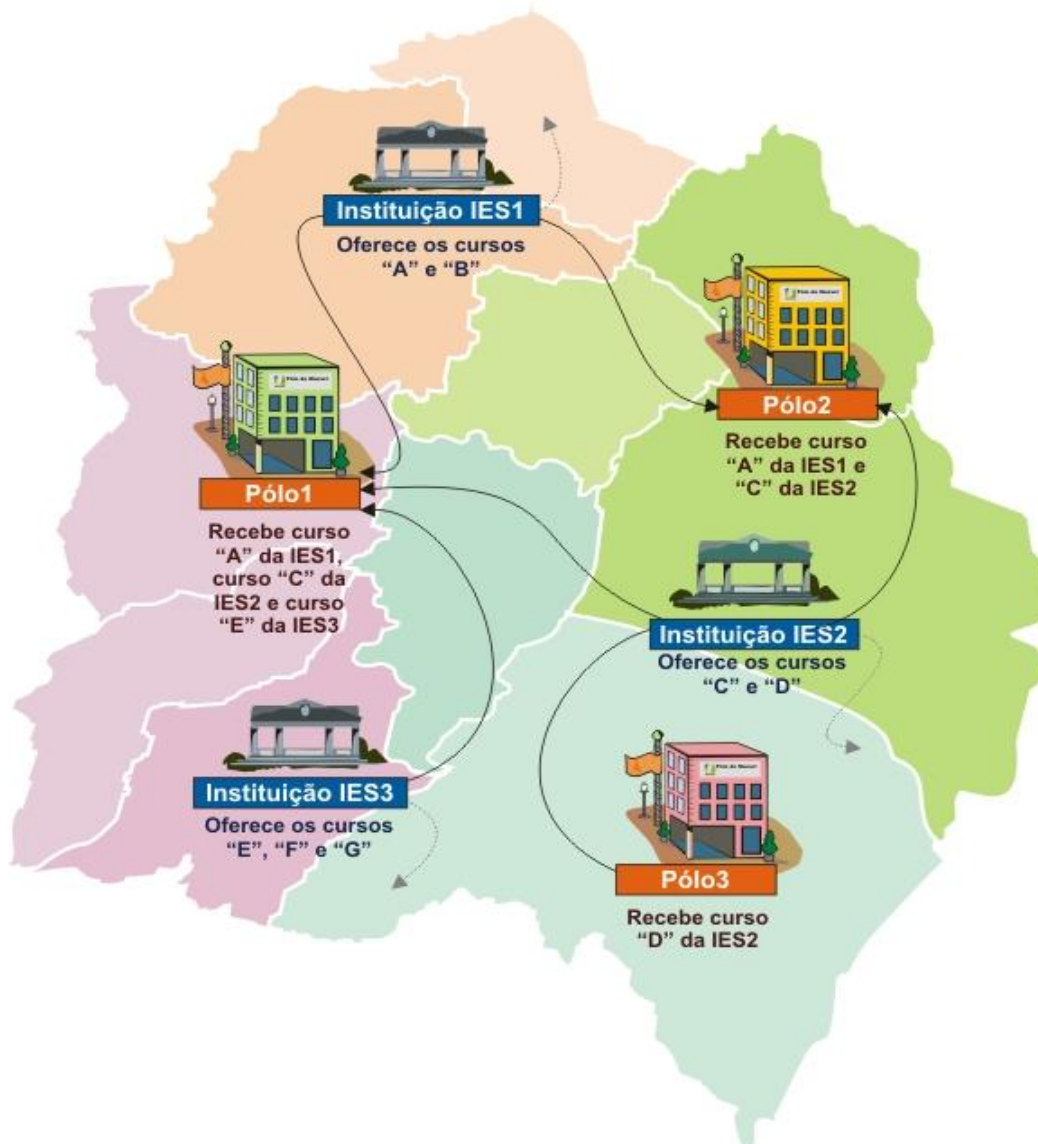 Instituição IES1
Oferece os cursos
“A” e “B”
Pólo2
Recebe curso
“A” da IES1 e
“C” da IES2
Pólo1
Recebe curso
“A” da IES1,
curso “C” da
IES2 e curso
“E” da IES3
Instituição IES2
Oferece os cursos
“C” e “D”
Instituição IES3
Oferece os cursos
“E”, “F” e “G”
Pólo3
Recebe curso
“D” da IES2